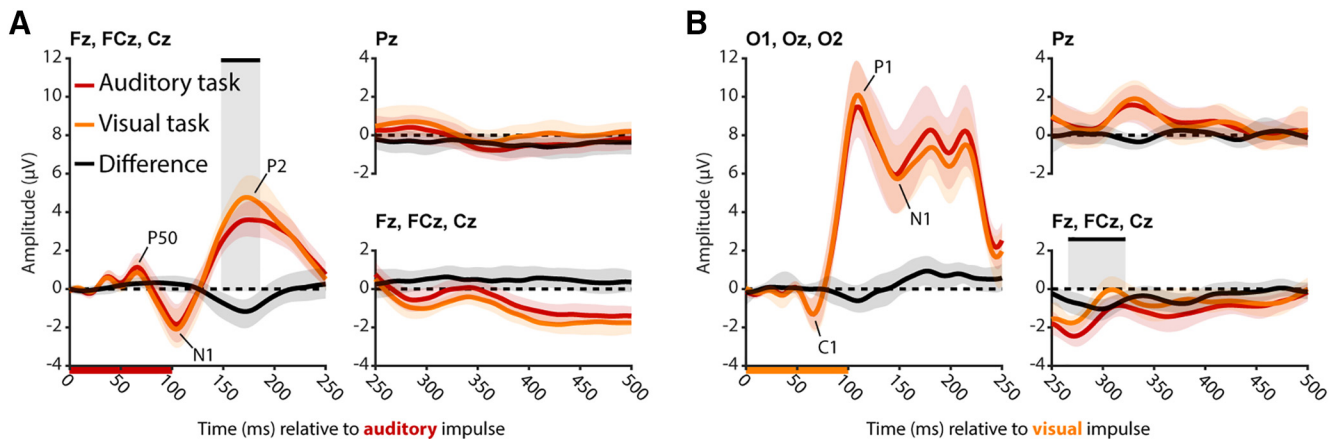 A
Fz, FCz, Cz
12
10
8
6
4
2
0
-2
-4
Amplitude (µV)
Auditory task
Visual task
Difference
P50
N1
P2
0
50
100
150
200
250
Pz
4
2
0
-2
Fz, FCz, Cz
2
0
-2
-4
250
300
350
400
450
500
Time (ms) relative to auditory impulse
B
O1, Oz, O2
12
10
8
6
4
2
0
-2
-4
Amplitude (µV)
P1
N1
C1
0
50
100
150
200
250
Pz
4
2
0
-2
Fz, FCz, Cz
2
0
-2
-4
250
300
350
400
450
500
Time (ms) relative to visual impulse